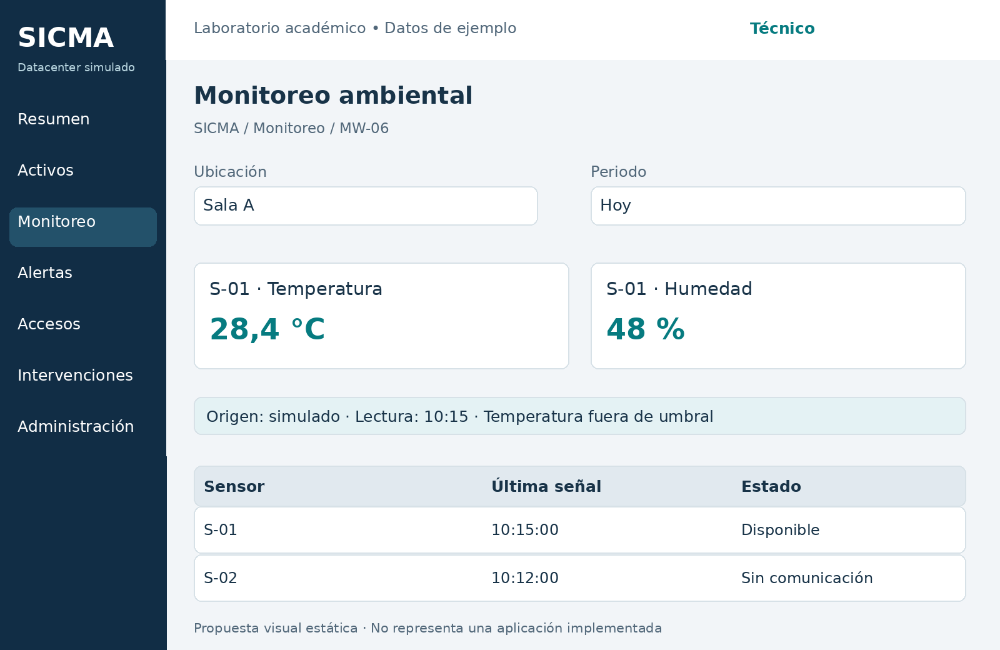 SICMA
Datacenter simulado
Resumen
Activos
Monitoreo
Alertas
Accesos
Intervenciones
Administración
Laboratorio académico • Datos de ejemplo
Técnico
Monitoreo ambiental
SICMA / Monitoreo / MW-06
Ubicación
Sala A
Periodo
Hoy
S-01 · Temperatura
28,4 °C
S-01 · Humedad
48 %
Origen: simulado · Lectura: 10:15 · Temperatura fuera de umbral
Sensor Última señal Estado
S-01 10:15:00 Disponible
S-02 10:12:00 Sin comunicación
Propuesta visual estática · No representa una aplicación implementada